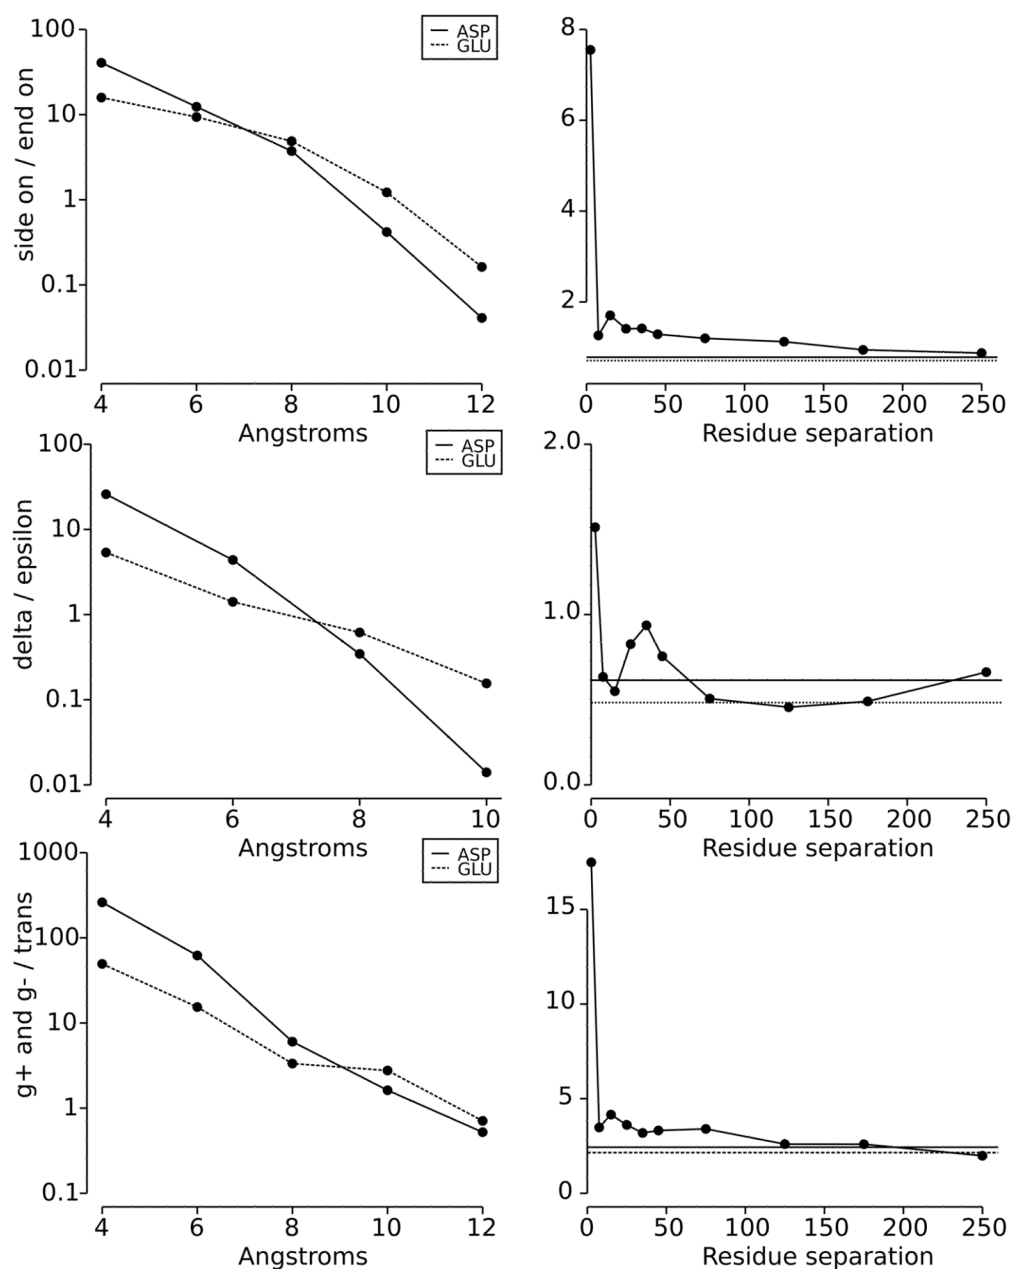 side on / end on
100
10
1
0.1
0.01
ASP
GLU
4 6 8 10 12
Angstroms
8
6
4
2
0 50 100 150 200 250
Residue separation
delta / epsilon
100
10
1
0.1
0.01
ASP
GLU
4 6 8 10
Angstroms
2.0
1.0
0.0
0 50 100 150 200 250
Residue separation
g+ and g- / trans
1000
100
10
1
0.1
ASP
GLU
4 6 8 10 12
Angstroms
15
10
5
0
0 50 100 150 200 250
Residue separation